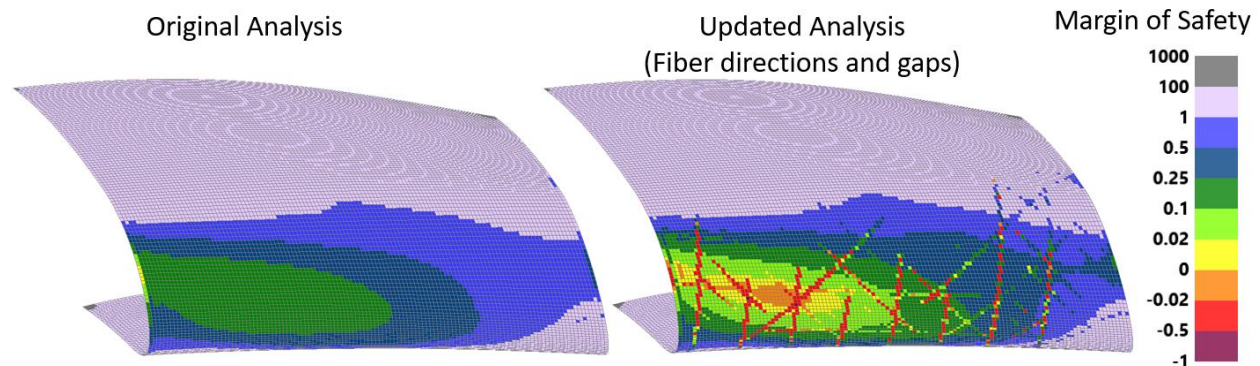 Original Analysis
Updated Analysis
(Fiber directions and gaps)
Margin of Safety
1000
100
1
0.5
0.25
0.1
0.02
0
-0.02
-0.5
-1